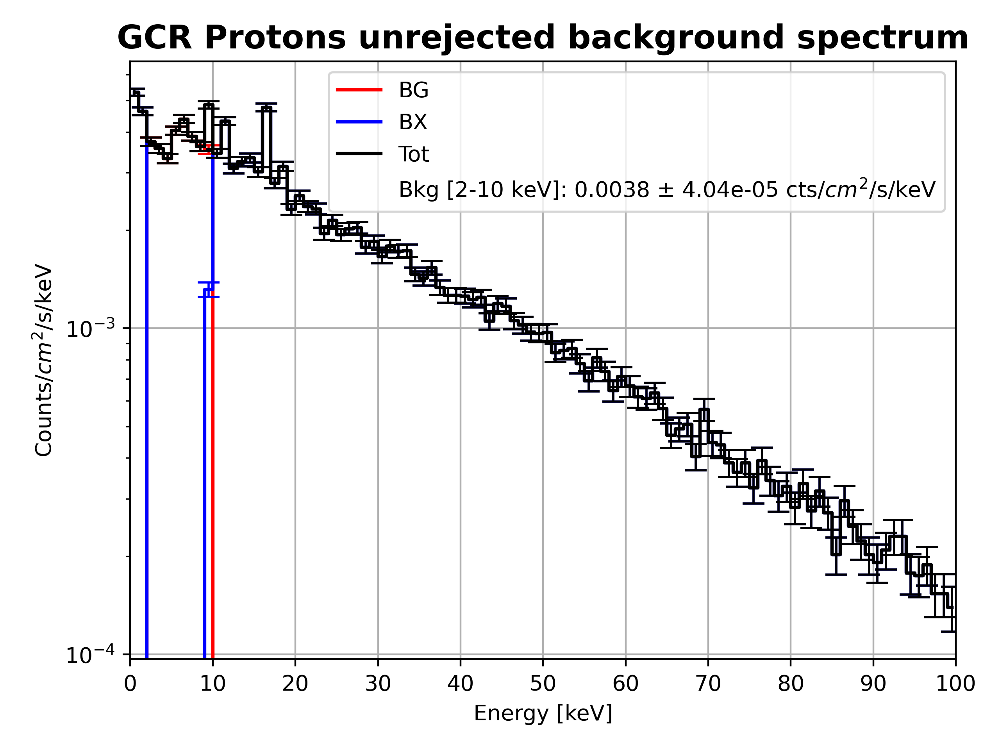 GCR Protons unrejected background spectrum
BG
BX
Tot
Bkg [2-10 keV]: 0.0038 ± 4.04e-05 cts/cm²/s/keV
Counts/cm²/s/keV
10⁻³
10⁻⁴
0 10 20 30 40 50 60 70 80 90 100
Energy [keV]